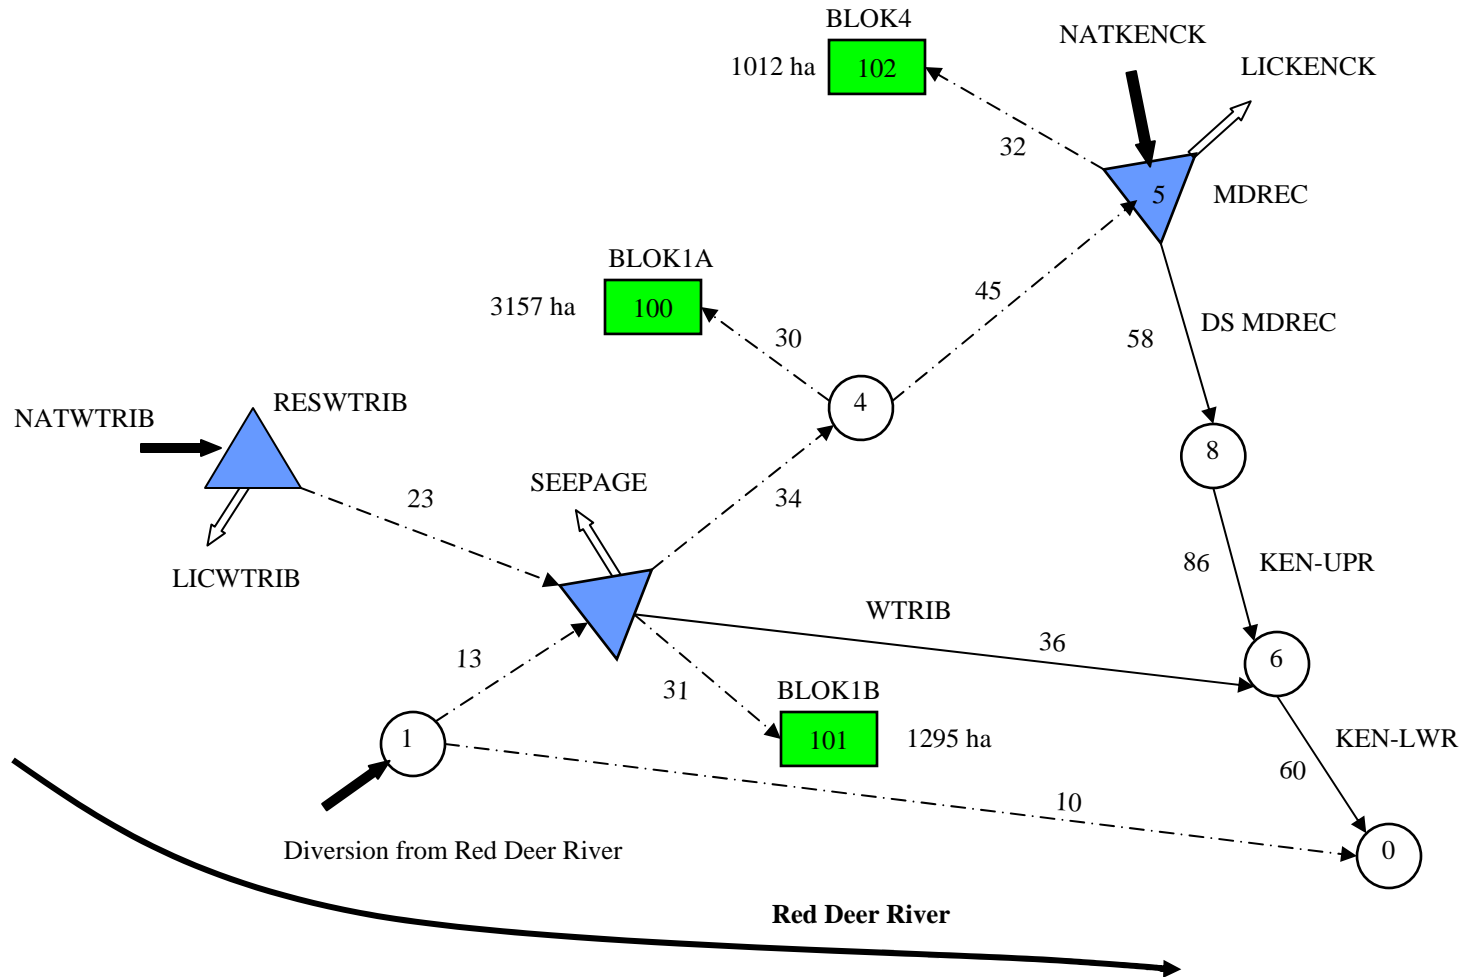 BLOK4
NATKENCK
1012 ha
102
LICKENCK
32
5
MDREC
BLOK1A
3157 ha
100
45
30
58
DS MDREC
4
RESWTRIB
NATWTRIB
8
23
SEEPAGE
34
LICWTRIB
86
KEN-UPR
WTRIB
36
13
6
31
BLOK1B
1
101
1295 ha
KEN-LWR
60
10
Diversion from Red Deer River
0
Red Deer River